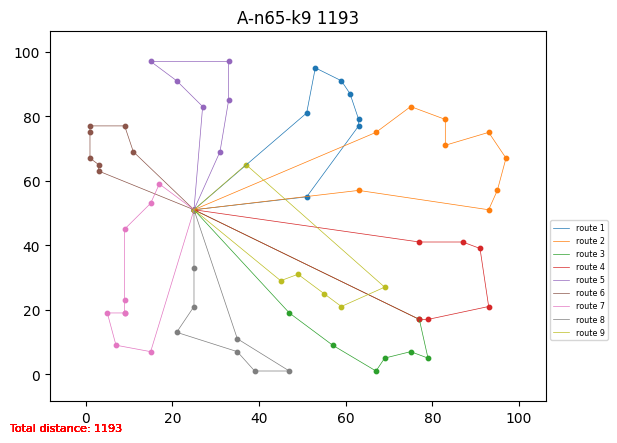 A-n65-k9 1193
100
80
60
40
20
0
0 20 40 60 80 100
route 1
route 2
route 3
route 4
route 5
route 6
route 7
route 8
route 9
Total distance: 1193